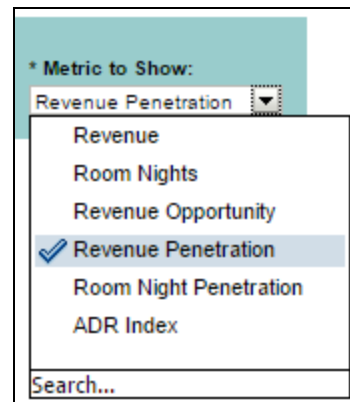 * Metric to Show:
Revenue Penetration
Revenue
Room Nights
Revenue Opportunity
Revenue Penetration
Room Night Penetration
ADR Index
Search...